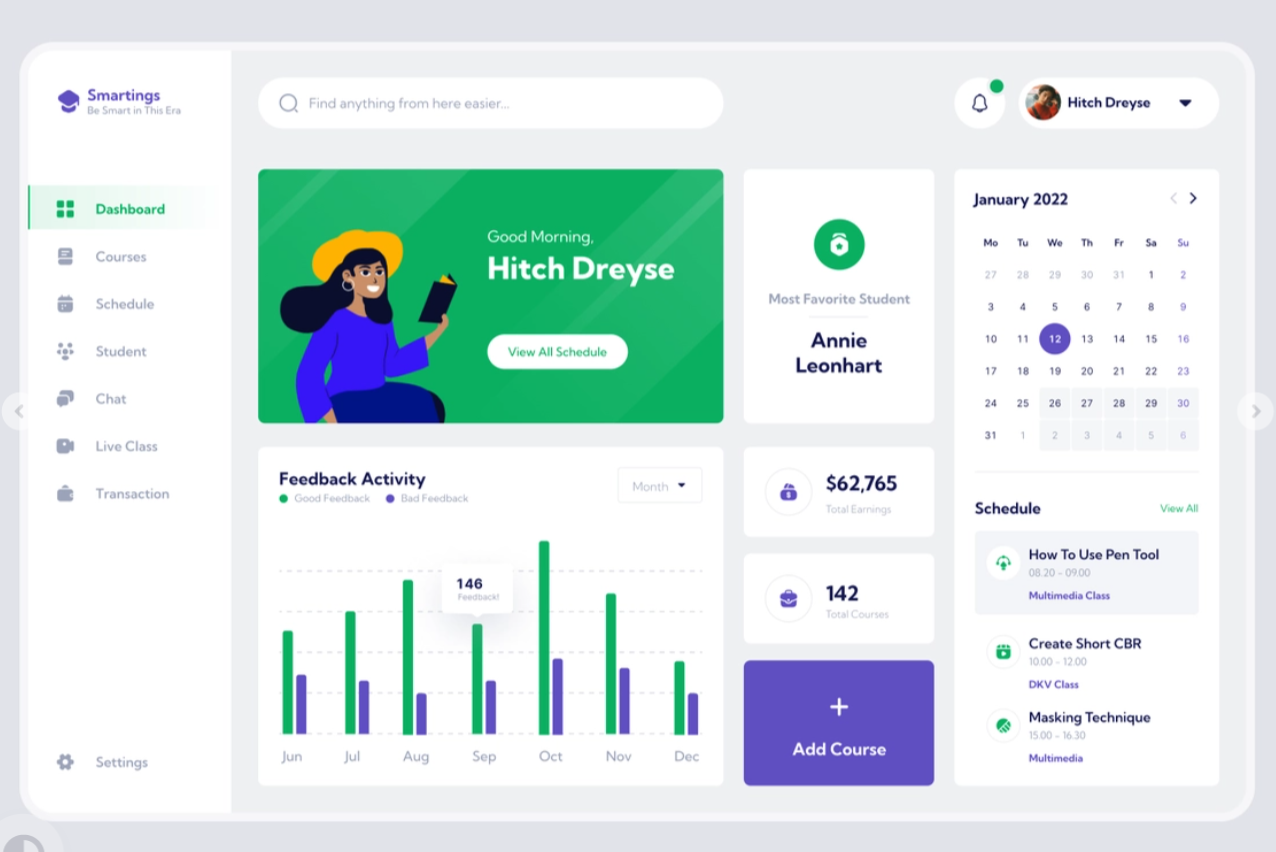 Smartings
Be Smart in This Era
Find anything from here easier...
Hitch Dreyse
Dashboard
Courses
Schedule
Student
Chat
Live Class
Transaction
Settings
Good Morning,
Hitch Dreyse
View All Schedule
Most Favorite Student
Annie
Leonhart
Feedback Activity
Good Feedback Bad Feedback
Month
146
Feedback!
Jun Jul Aug Sep Oct Nov Dec
$62,765
Total Earnings
142
Total Courses
+
Add Course
January 2022
Mo Tu We Th Fr Sa Su
27 28 29 30 31 1 2
3 4 5 6 7 8 9
10 11 12 13 14 15 16
17 18 19 20 21 22 23
24 25 26 27 28 29 30
31 1 2 3 4 5 6
Schedule View All
How To Use Pen Tool
08.20 - 09.00
Multimedia Class
Create Short CBR
10.00 - 12.00
DKV Class
Masking Technique
15.00 - 16.30
Multimedia